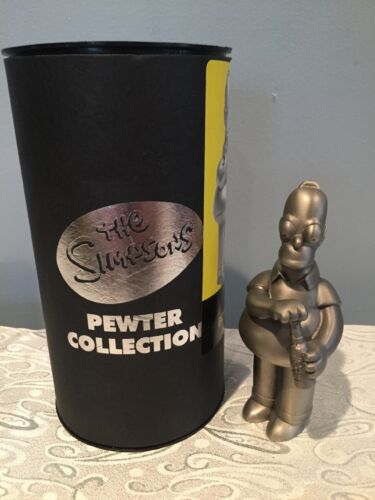 THE
SIMPSONS
PEWTER
COLLECTION